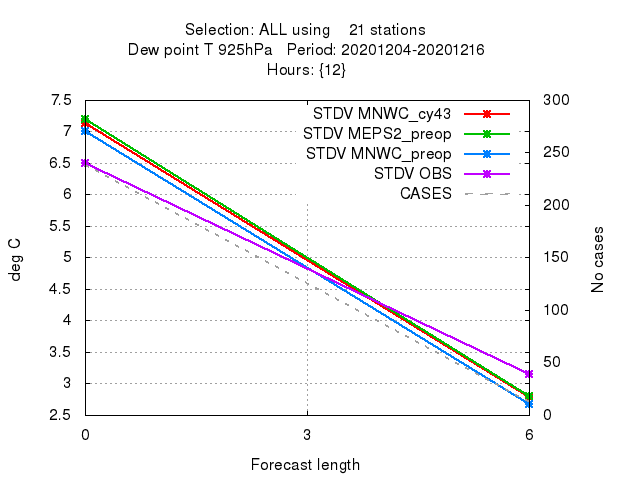 Selection: ALL using    21 stations
Dew point T 925hPa   Period: 20201204-20201216
Hours: {12}
7.5
7
6.5
6
5.5
5
4.5
4
3.5
3
2.5
300
250
200
150
100
50
0
STDV MNWC_cy43
STDV MEPS2_preop
STDV MNWC_preop
STDV OBS
CASES
deg C
No cases
0
3
6
Forecast length